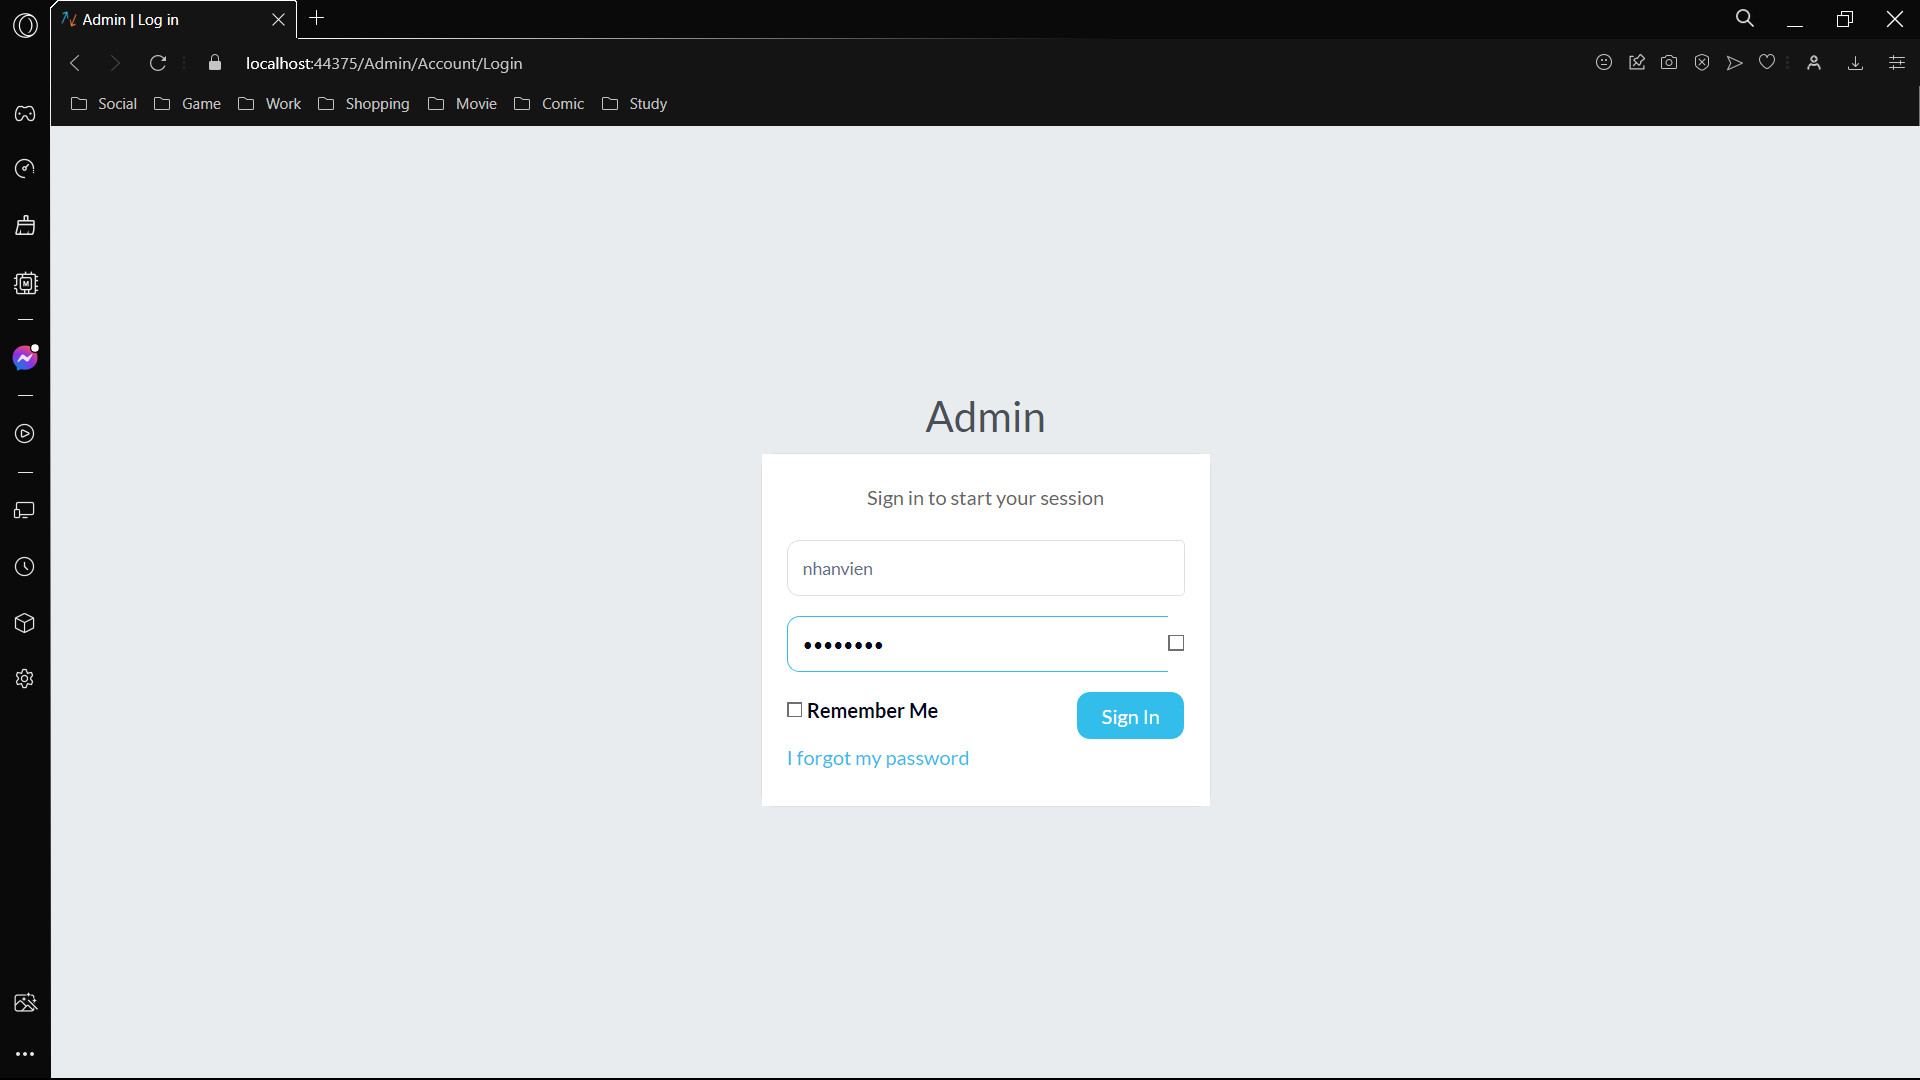 Admin | Log in
localhost:44375/Admin/Account/Login
Social Game Work Shopping Movie Comic Study
Admin
Sign in to start your session
nhanvien
••••••••
Remember Me
Sign In
I forgot my password